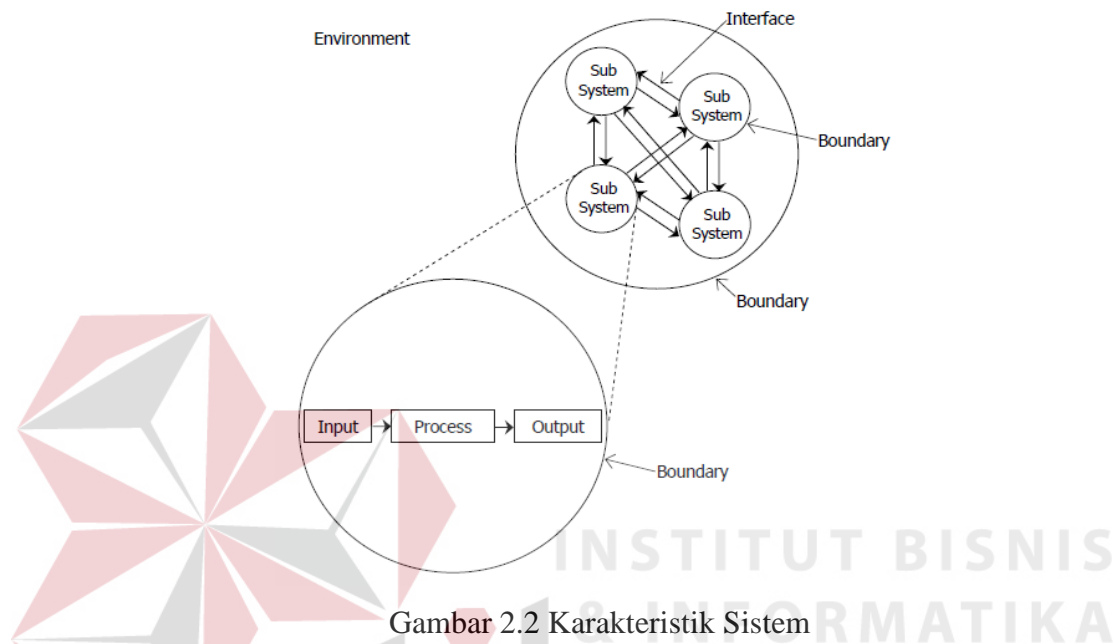 Interface
Environment
Sub
System
Sub
System
Boundary
Sub
System
Sub
System
Boundary
Input
Process
Output
Boundary
INSTITUT BISNIS
& INFORMATIKA
Gambar 2.2 Karakteristik Sistem